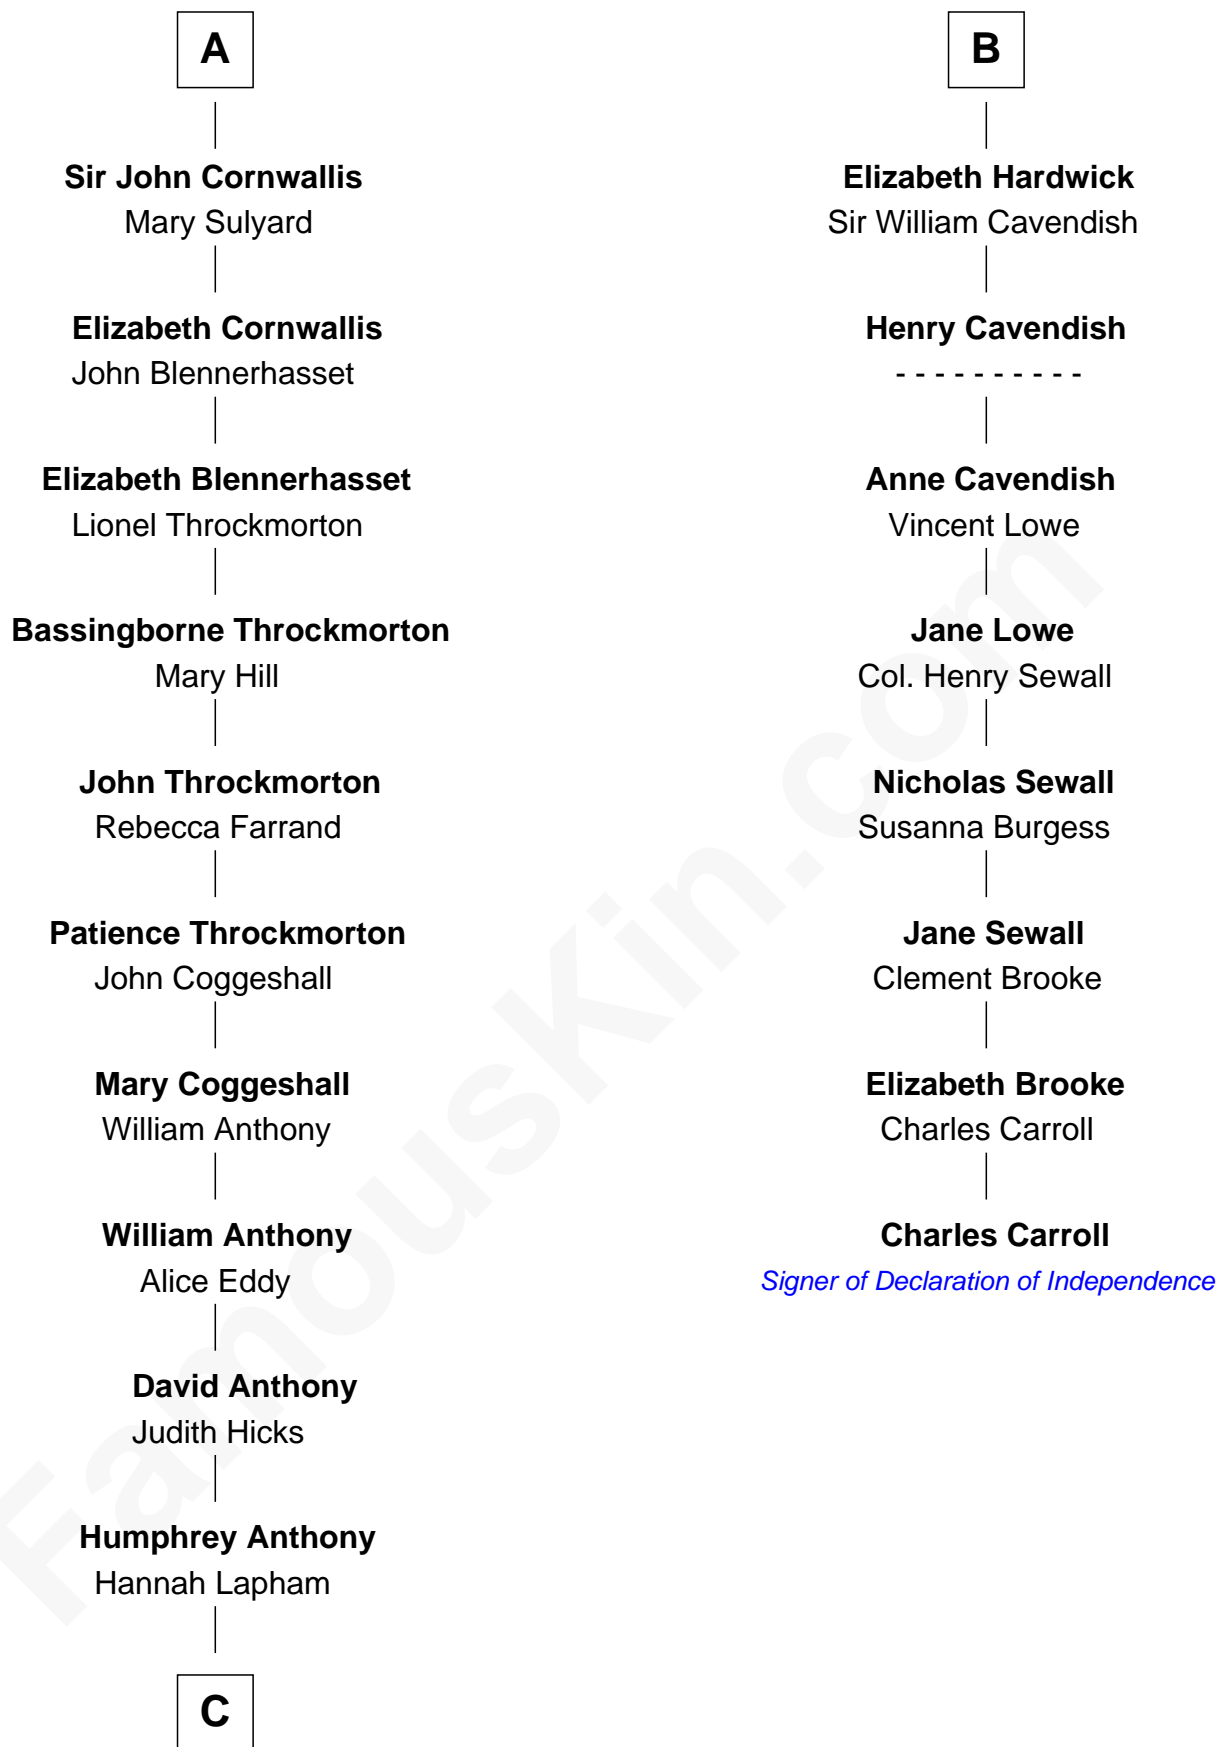 A
Sir John Cornwallis
Mary Sulyard
Elizabeth Cornwallis
John Blennerhasset
Elizabeth Blennerhasset
Lionel Throckmorton
Bassingborne Throckmorton
Mary Hill
John Throckmorton
Rebecca Farrand
Patience Throckmorton
John Coggeshall
Mary Coggeshall
William Anthony
William Anthony
Alice Eddy
David Anthony
Judith Hicks
Humphrey Anthony
Hannah Lapham
C
B
Elizabeth Hardwick
Sir William Cavendish
Henry Cavendish
- - - - - - - - - -
Anne Cavendish
Vincent Lowe
Jane Lowe
Col. Henry Sewall
Nicholas Sewall
Susanna Burgess
Jane Sewall
Clement Brooke
Elizabeth Brooke
Charles Carroll
Charles Carroll
Signer of Declaration of Independence
FamousKin.com